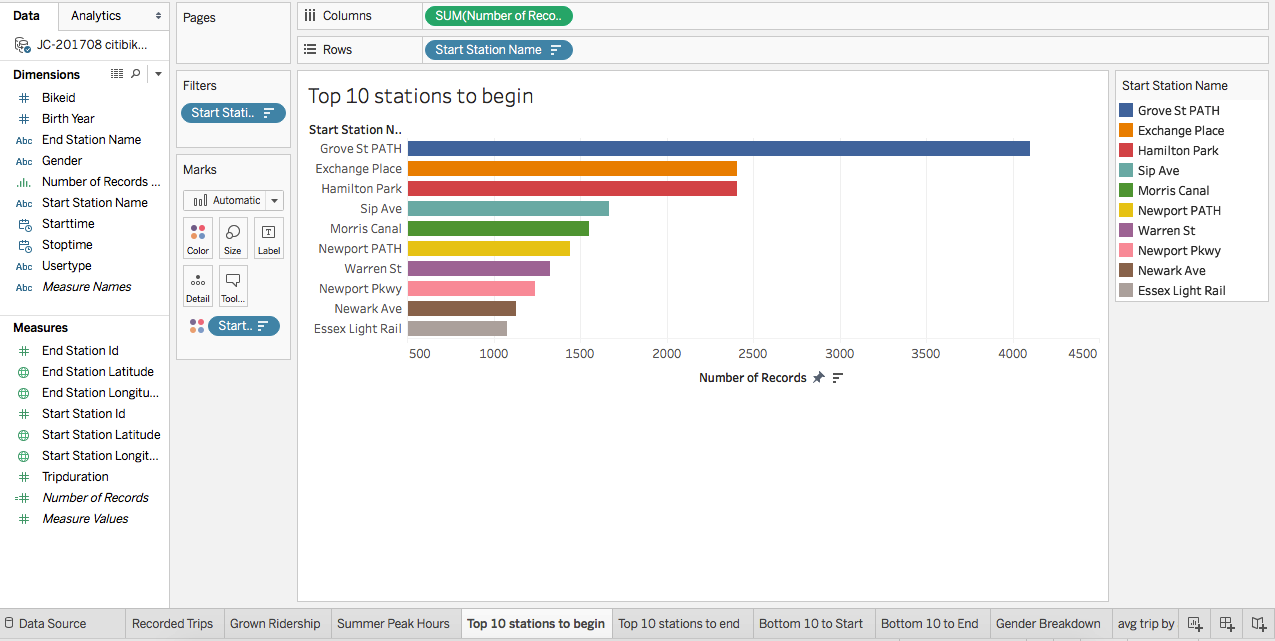 Data
Analytics
JC-201708 citibik...
Dimensions
Bikeid
Birth Year
Abc End Station Name
Abc Gender
Number of Records ...
Abc Start Station Name
Starttime
Stoptime
Abc Usertype
Abc Measure Names
Measures
End Station Id
End Station Latitude
End Station Longitu...
Start Station Id
Start Station Latitude
Start Station Longit...
Tripduration
Number of Records
Measure Values
Pages
Filters
Start Stati..
Marks
Automatic
Color
Size
Label
Detail
Tool...
Start..
Columns
SUM(Number of Reco..
Rows
Start Station Name
Top 10 stations to begin
Start Station N..
Grove St PATH
Exchange Place
Hamilton Park
Sip Ave
Morris Canal
Newport PATH
Warren St
Newport Pkwy
Newark Ave
Essex Light Rail
500 1000 1500 2000 2500 3000 3500 4000 4500
Number of Records
Start Station Name
Grove St PATH
Exchange Place
Hamilton Park
Sip Ave
Morris Canal
Newport PATH
Warren St
Newport Pkwy
Newark Ave
Essex Light Rail
Data Source
Recorded Trips
Grown Ridership
Summer Peak Hours
Top 10 stations to begin
Top 10 stations to end
Bottom 10 to Start
Bottom 10 to End
Gender Breakdown
avg trip by